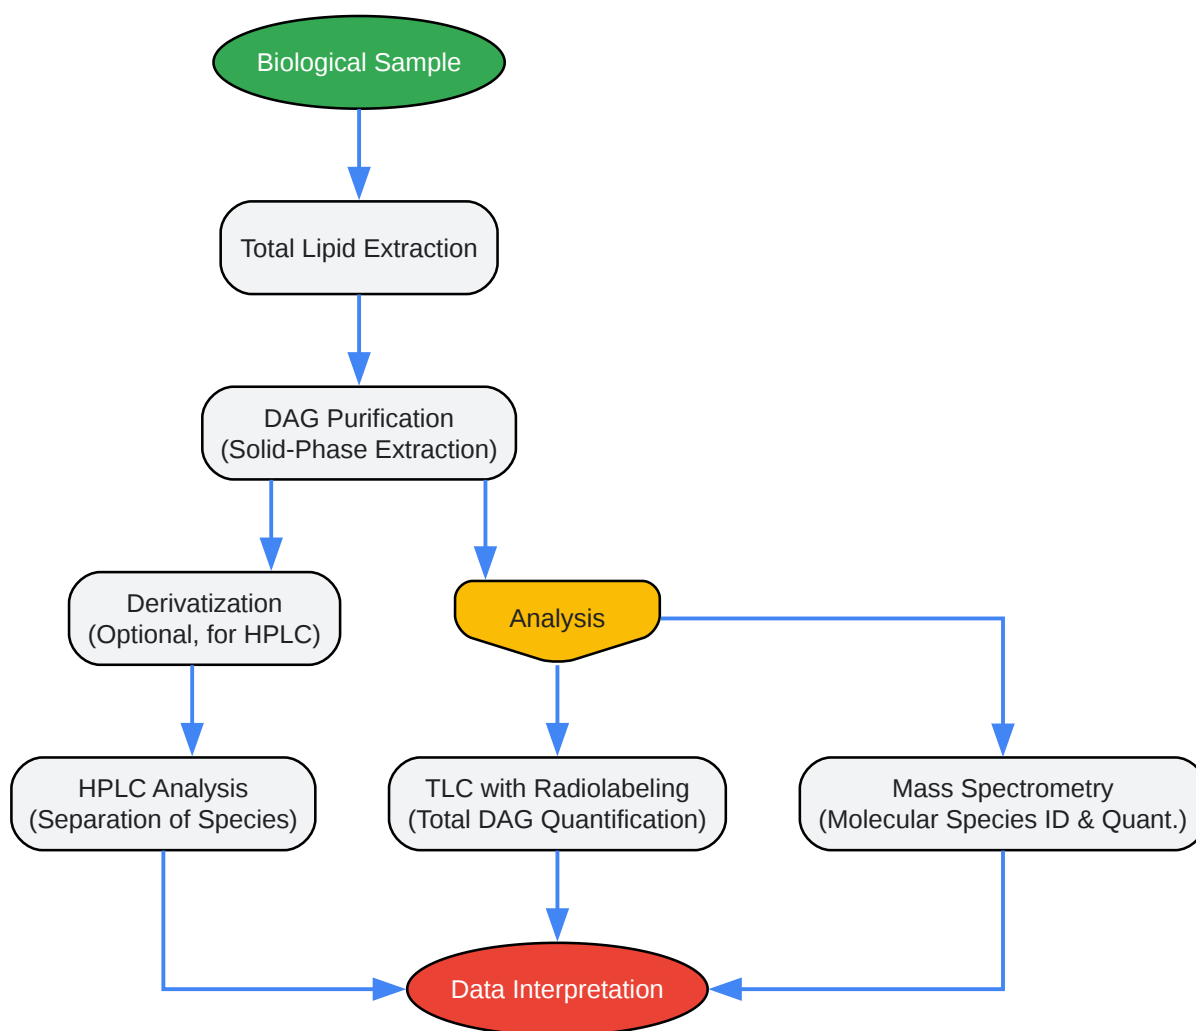 Biological Sample
Total Lipid Extraction
DAG Purification
(Solid-Phase Extraction)
Derivatization
(Optional, for HPLC)
Analysis
HPLC Analysis
(Separation of Species)
TLC with Radiolabeling
(Total DAG Quantification)
Mass Spectrometry
(Molecular Species ID & Quant.)
Data Interpretation